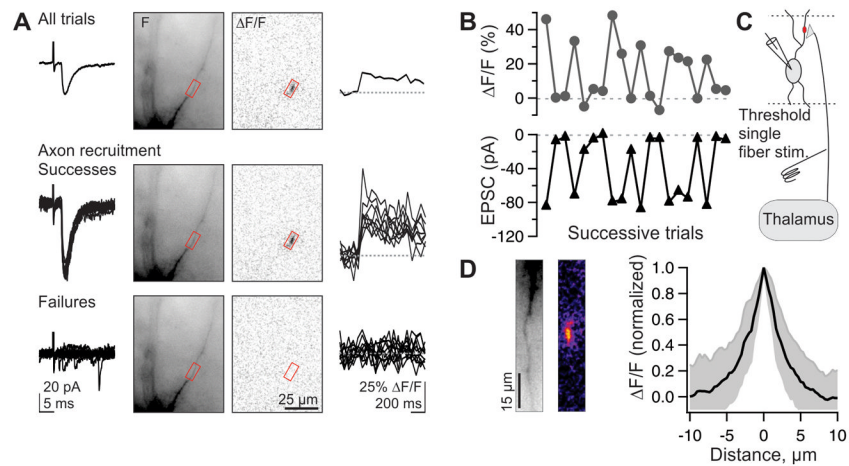 A
All trials
F
ΔF/F
Axon recruitment
Successes
Failures
20 pA
5 ms
25 µm
25% ΔF/F
200 ms
B
ΔF/F (%)
40
20
0
EPSC (pA)
0
-40
-80
-120
Successive trials
C
Threshold
single
fiber stim.
Thalamus
D
15 µm
ΔF/F (normalized)
1.0
0.8
0.6
0.4
0.2
0.0
-10
-5
0
5
10
Distance, µm